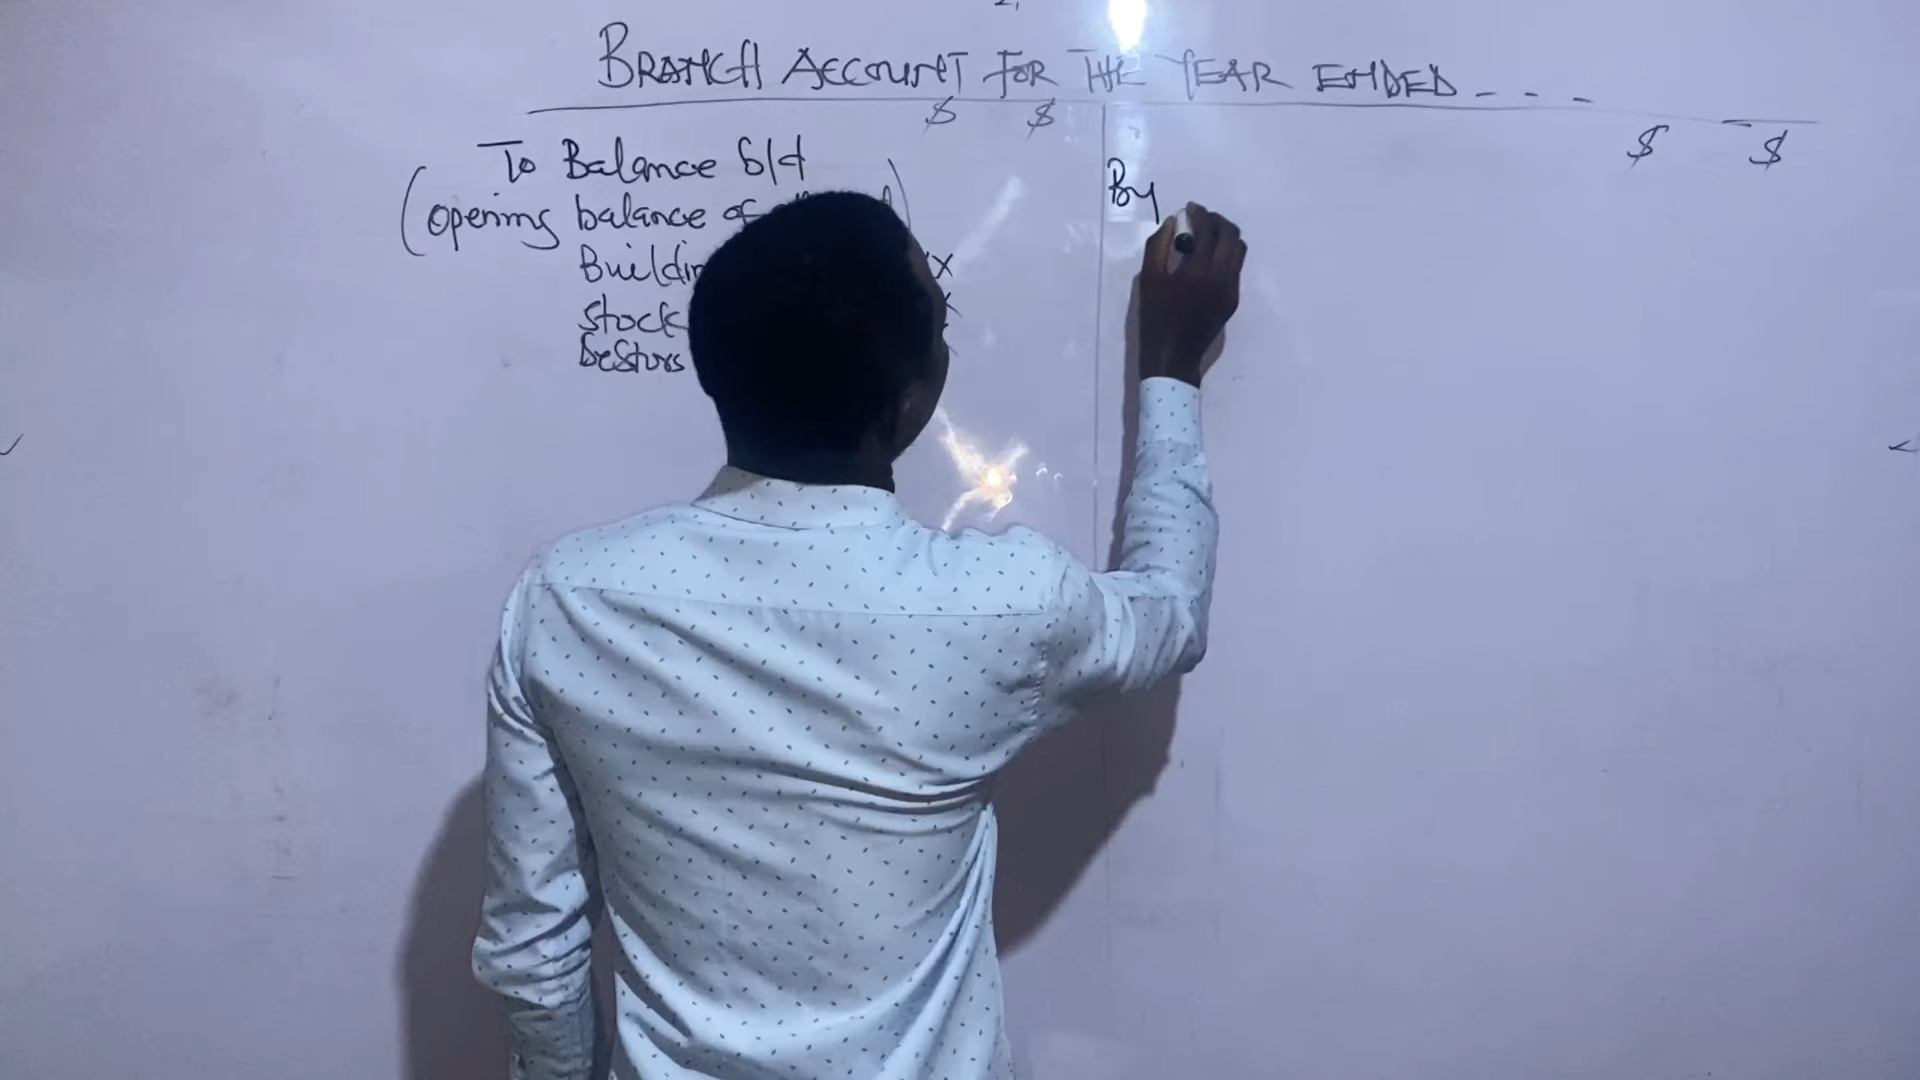 BRANCH ACCOUNT FOR THE YEAR ENDED - - -
$ $
To Balance b/d
(opening balance of
Buildin
Stock
Debtors
By
$ $